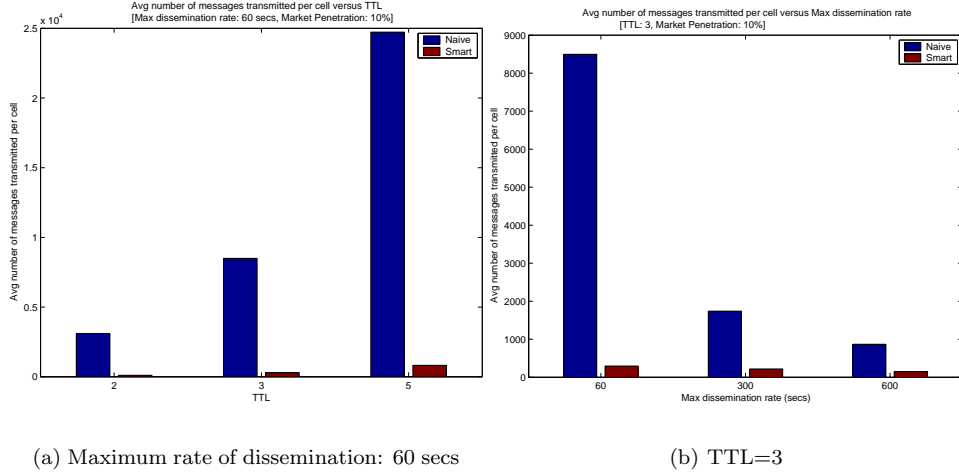 Avg number of messages transmitted per cell versus TTL
[Max dissemination rate: 60 secs, Market Penetration: 10%]
x 10^4
2.5
2
1.5
1
0.5
0
Avg number of messages transmitted per cell
Naive
Smart
2 3 5
TTL
(a) Maximum rate of dissemination: 60 secs
Avg number of messages transmitted per cell versus Max dissemination rate
[TTL: 3, Market Penetration: 10%]
9000
8000
7000
6000
5000
4000
3000
2000
1000
0
Avg number of messages transmitted per cell
Naive
Smart
60 300 600
Max dissemination rate (secs)
(b) TTL=3